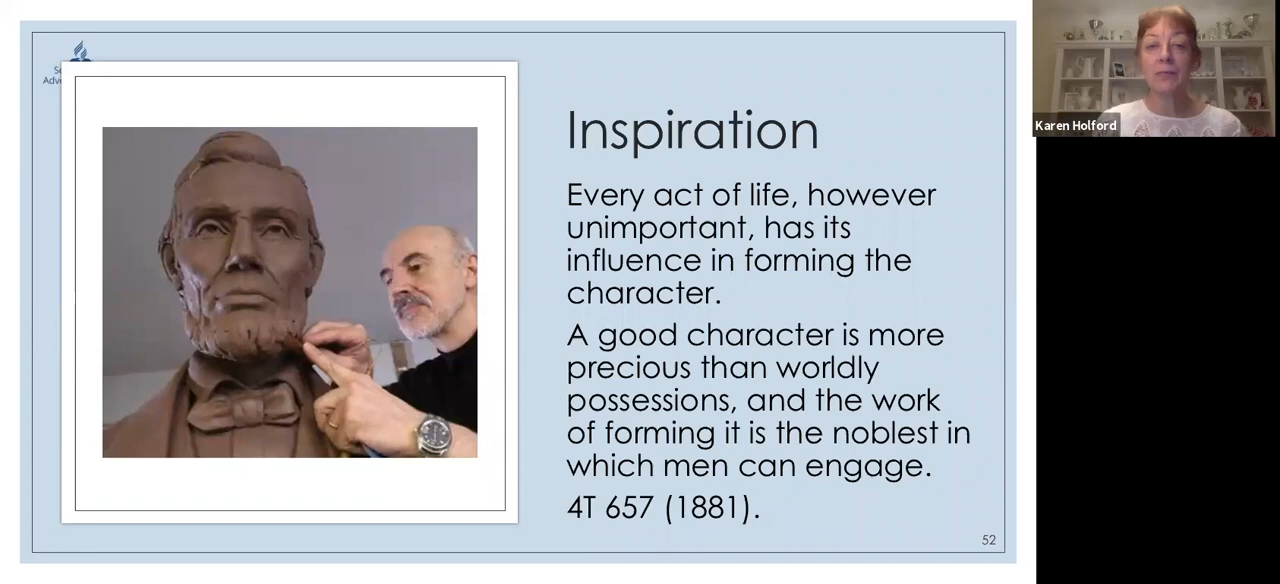 Inspiration
Every act of life, however
unimportant, has its
influence in forming the
character.
A good character is more
precious than worldly
possessions, and the work
of forming it is the noblest in
which men can engage.
4T 657 (1881).
52
Karen Holford